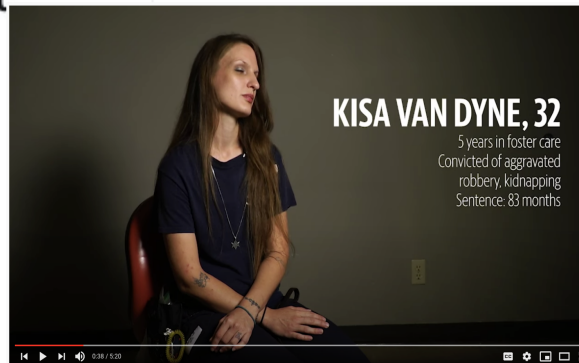 KISA VAN DYNE, 32
5 years in foster care
Convicted of aggravated
robbery, kidnapping
Sentence: 83 months
0:38 / 5:20
CC